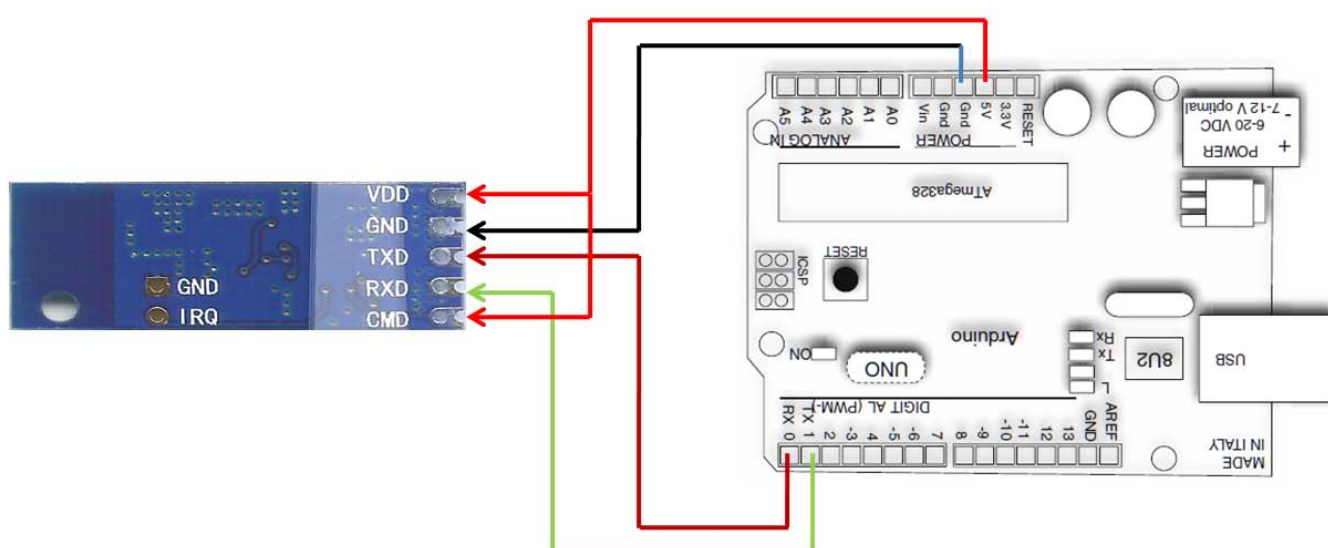 VDD
GND
TXD
RXD
CMD
GND
IRQ
A5
A4
A3
A2
A1
A0
Vin
Gnd
Gnd
5V
3.3V
RESET
ANALOG IN
POWER
7-12 V optimal
6-20 VDC
POWER
-
+
ATmega328
RESET
ICSP
ON
UNO
Arduino
Rx
Tx
L
8U2
USB
DIGIT AL (PWM-)
RX 0
TX 1
2
-3
4
-5
-6
7
8
-9
-10
-11
12
13
GND
AREF
MADE
IN ITALY